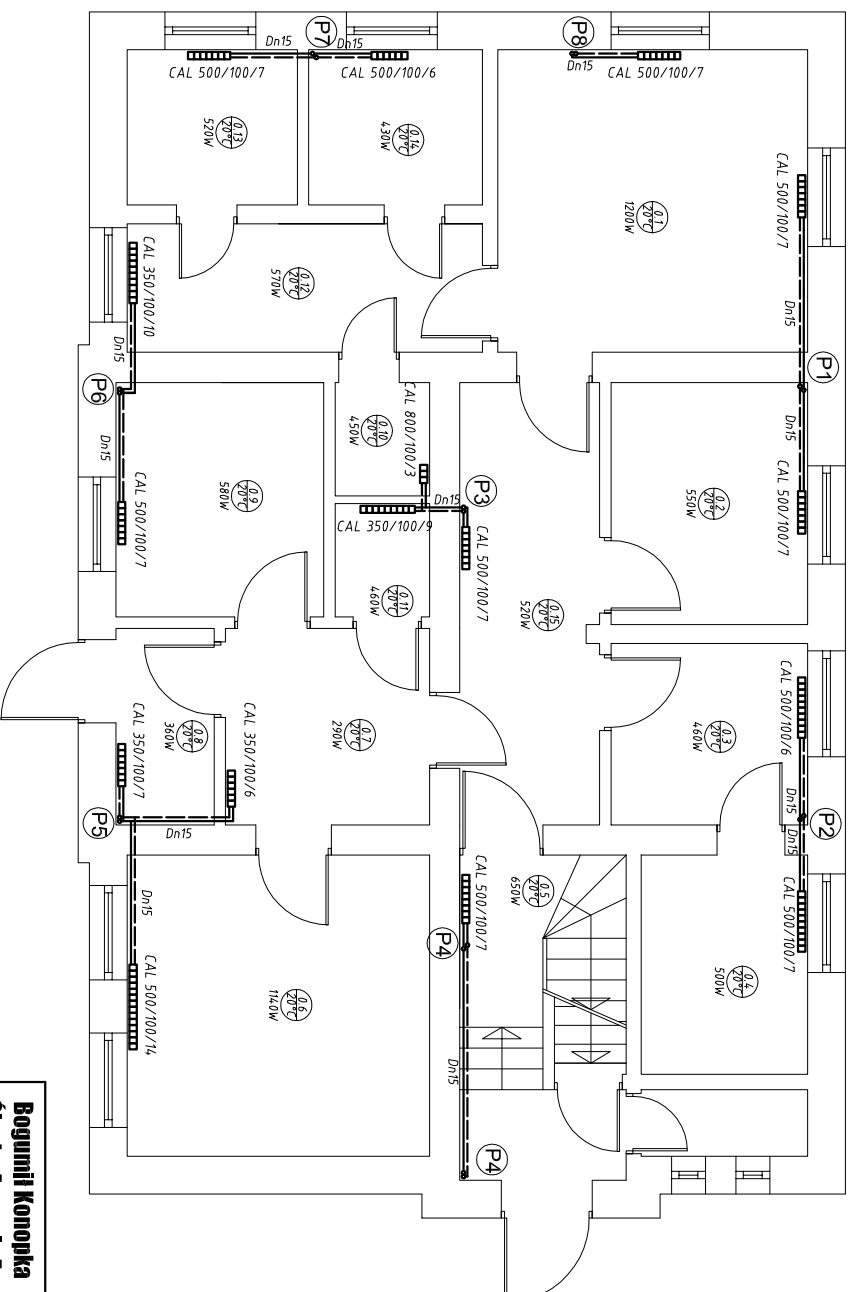 Dn15
P7
Dn15
CAL 500/100/7
CAL 500/100/6
P8
Dn15
CAL 500/100/7
0.13
20°C
520W
0.14
20°C
430W
0.1
20°C
1200W
CAL 500/100/7
Dn15
P1
Dn15
CAL 500/100/7
0.12
20°C
570W
CAL 350/100/10
Dn15
P6
Dn15
CAL 500/100/7
0.10
20°C
450W
CAL 800/100/3
0.9
20°C
580W
0.2
20°C
550W
Dn15
P3
CAL 350/100/9
CAL 500/100/7
0.11
20°C
460W
0.15
20°C
520W
CAL 500/100/6
0.3
20°C
460W
Dn15
P2
Dn15
CAL 500/100/7
0.7
20°C
290W
0.8
20°C
360W
CAL 350/100/7
CAL 350/100/6
P5
Dn15
Dn15
CAL 500/100/14
0.5
20°C
650W
CAL 500/100/7
P4
Dn15
P4
0.4
20°C
500W
0.6
20°C
1140W
Bogumił Konopka